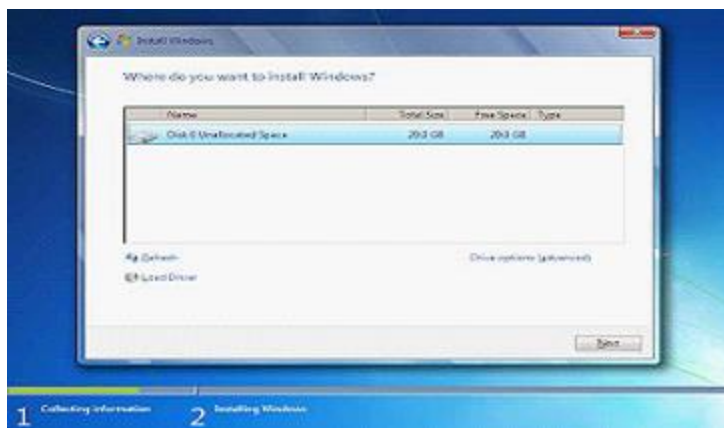 Install Windows
Where do you want to install Windows?
Name Total Size Free Space Type
Disk 0 Unallocated Space 20.0 GB 20.0 GB
Refresh Drive options (advanced)
Load Driver
Next
1 Collecting information 2 Installing Windows